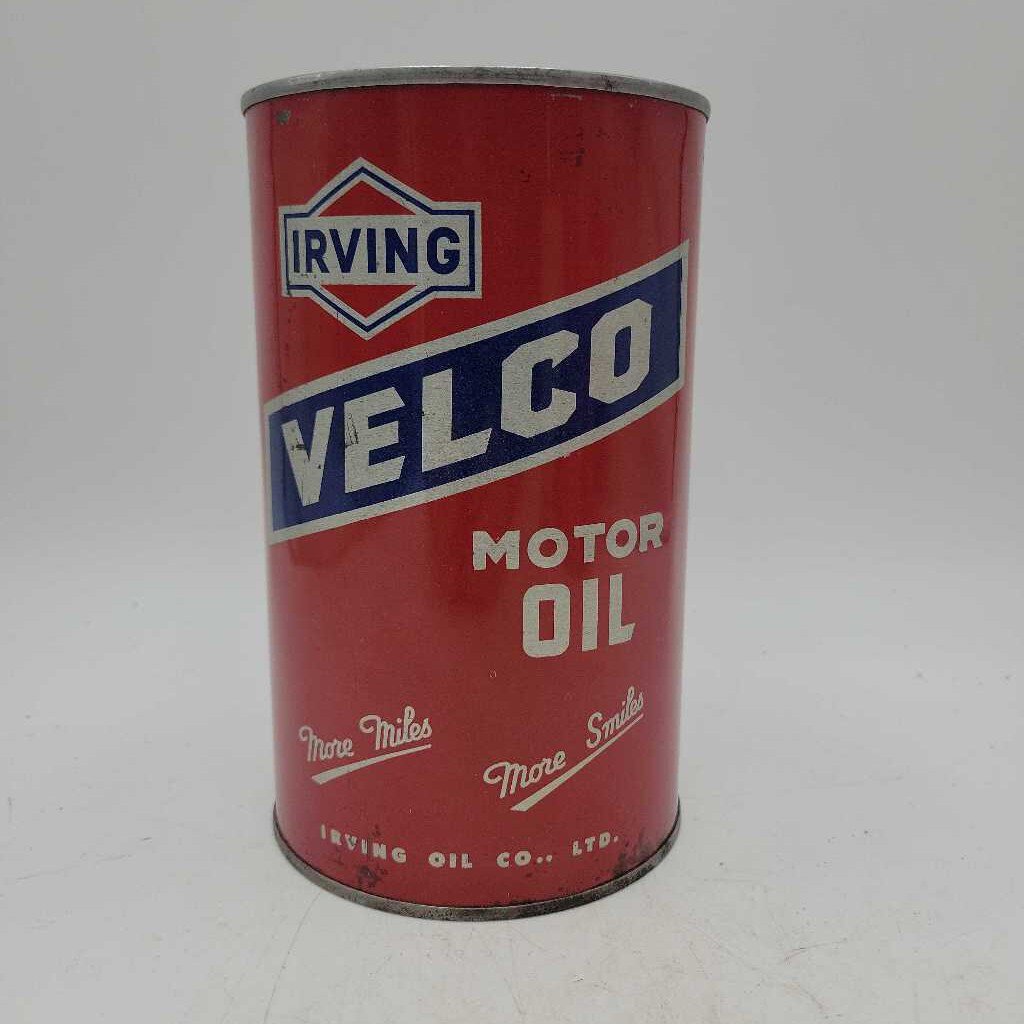 IRVING
VELCO
MOTOR
OIL
More Miles
More Smiles
IRVING OIL CO., LTD.